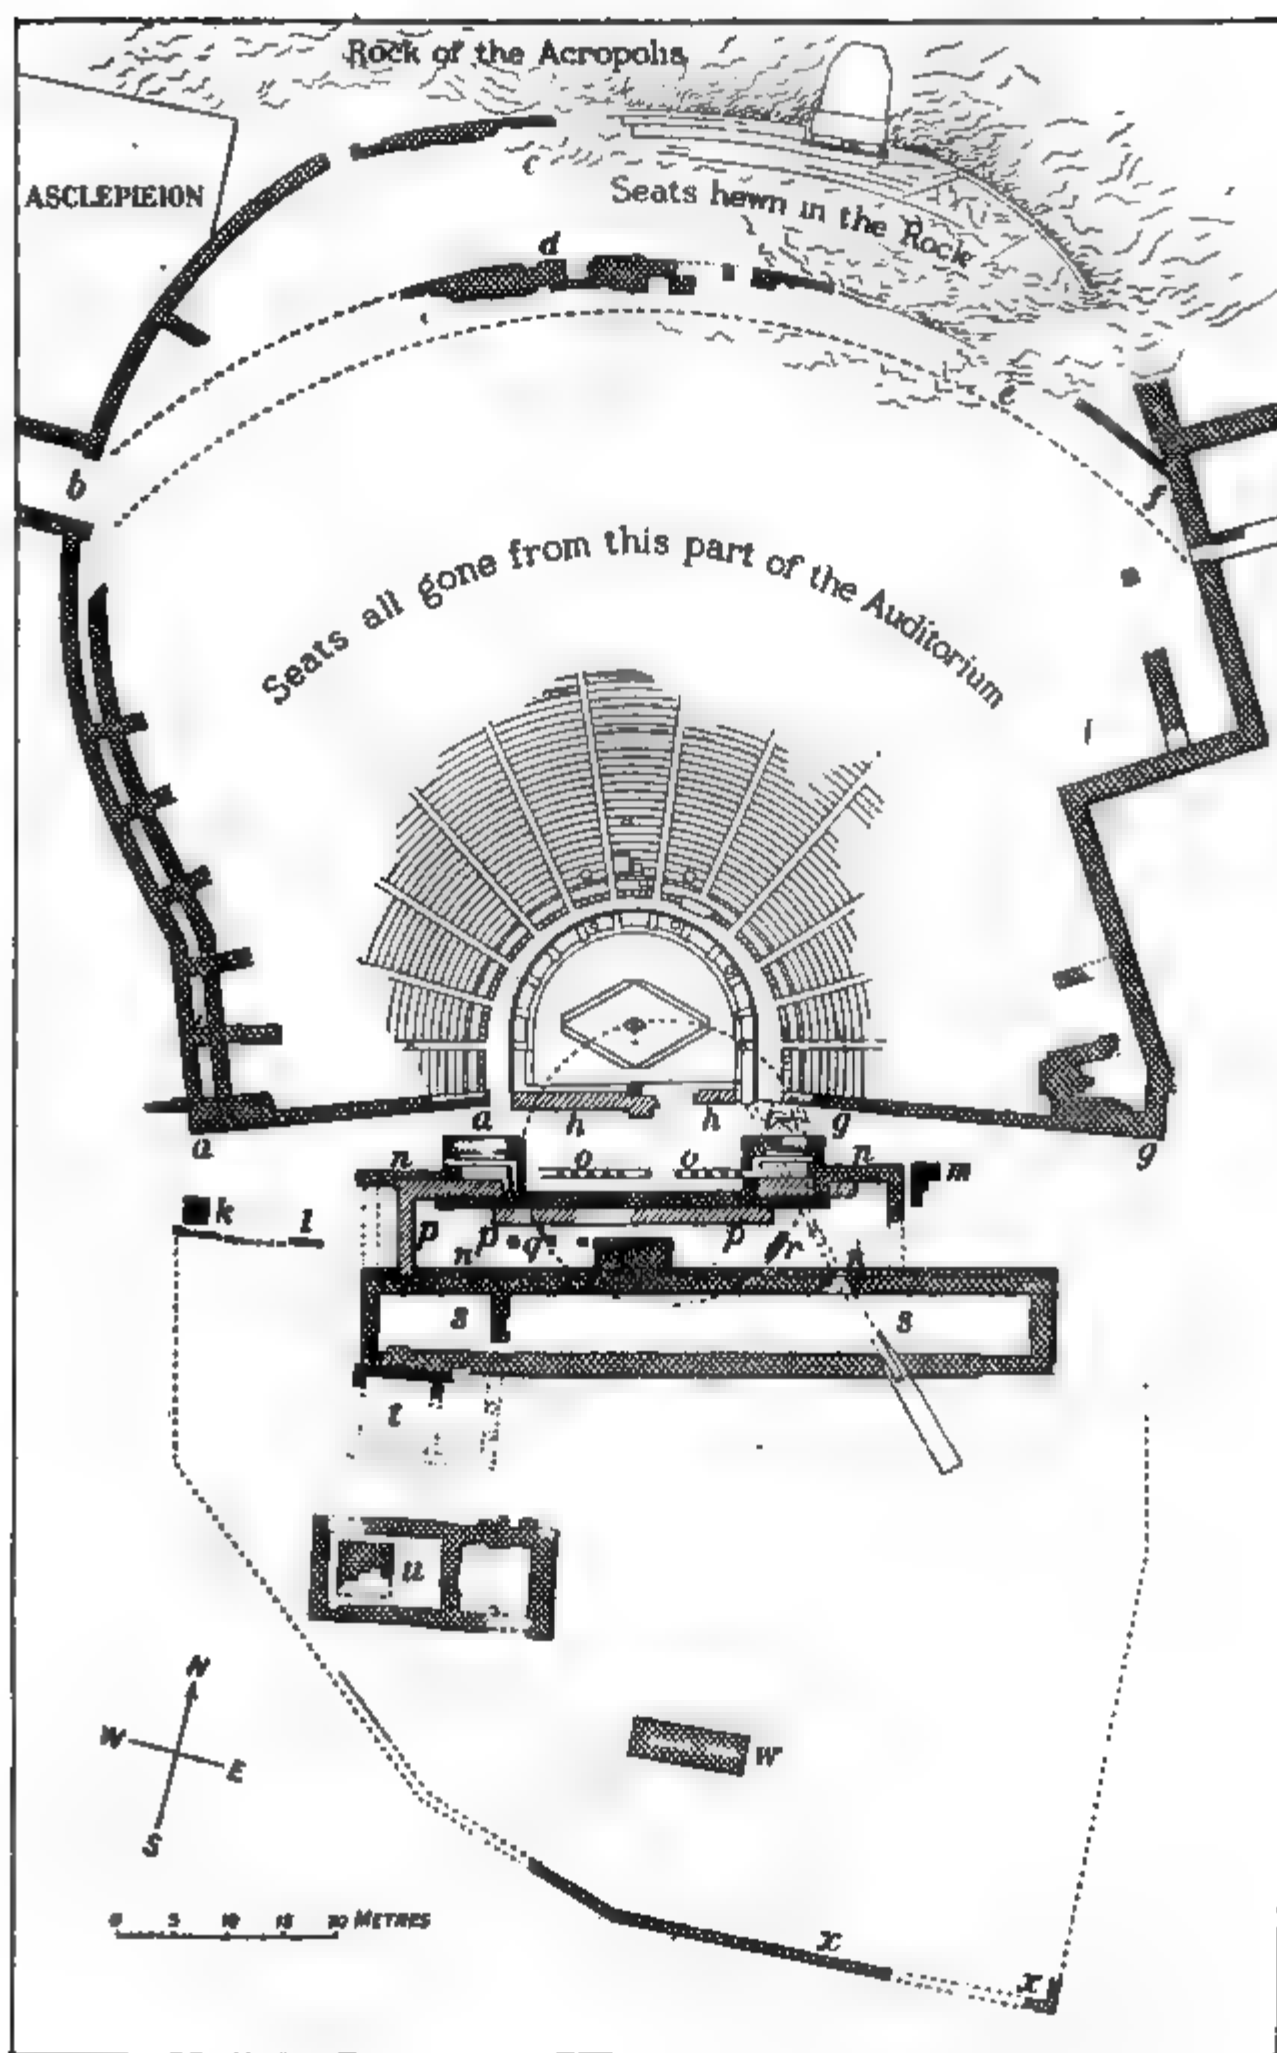 Rock of the Acropolis
ASCLEPIEION
c
Seats hewn in the Rock
d
e
b
f
Seats all gone from this part of the Auditorium
i
a
a
h
h
i
g
g
n
o
o
n
m
k
l
p
p
q
p
r
n
s
s
t
u
N
W
E
S
w
0 5 10 15 20 METRES
x
x